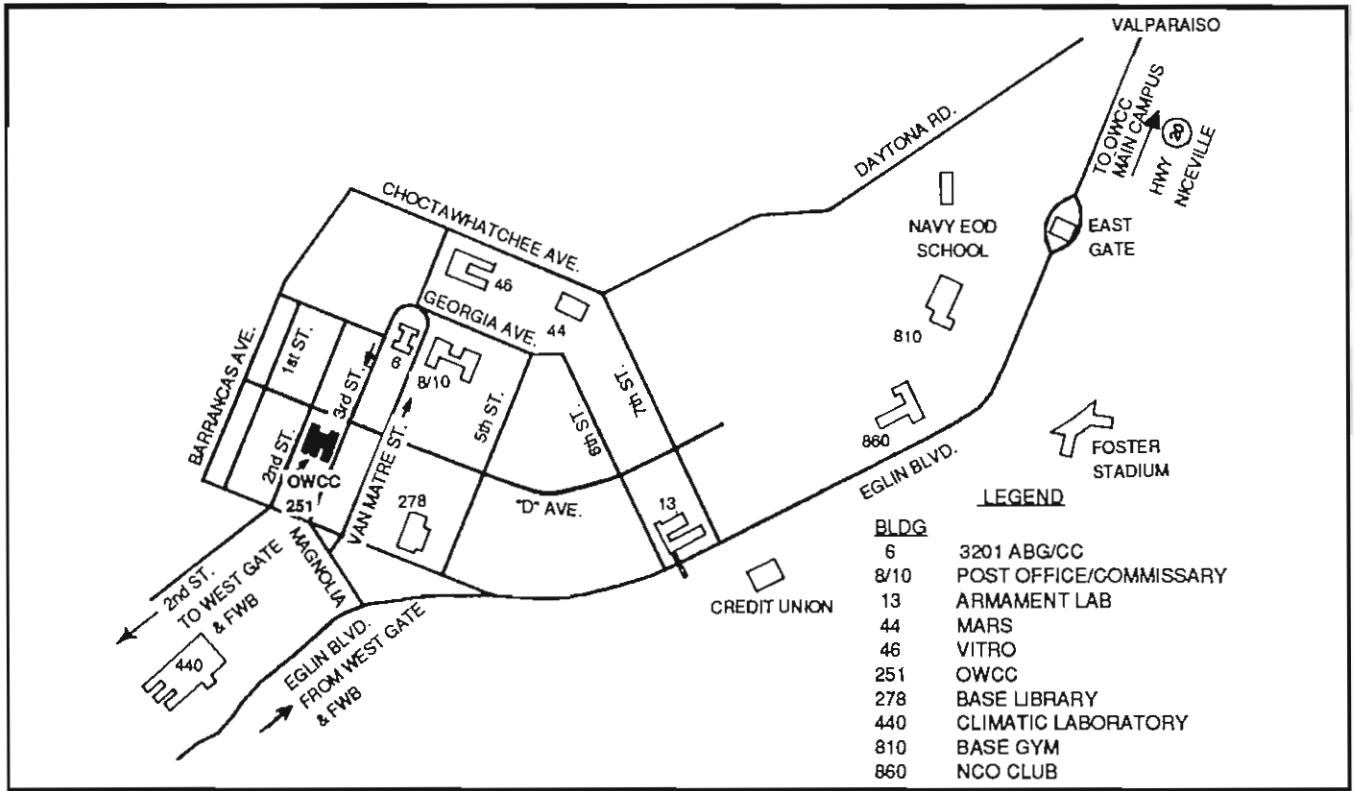 VALPARAISO
TO OWCC
MAIN CAMPUS
HWY 20
NICEVILLE
DAYTONA RD.
CHOCTAWHATCHEE AVE.
NAVY EOD
SCHOOL
EAST
GATE
46
44
GEORGIA AVE.
810
BARRANCAS AVE.
1st ST.
3rd ST.
6
8/10
7th ST.
2nd ST.
5th ST.
6th ST.
860
OWCC
251
VAN MATRE ST.
278
"D" AVE.
13
EGLIN BLVD.
FOSTER
STADIUM
MAGNOLIA
CREDIT UNION
2nd ST.
TO WEST GATE
& FWB
440
EGLIN BLVD.
FROM WEST GATE
& FWB
LEGEND
BLDG
6 3201 ABG/CC
8/10 POST OFFICE/COMMISSARY
13 ARMAMENT LAB
44 MARS
46 VITRO
251 OWCC
278 BASE LIBRARY
440 CLIMATIC LABORATORY
810 BASE GYM
860 NCO CLUB